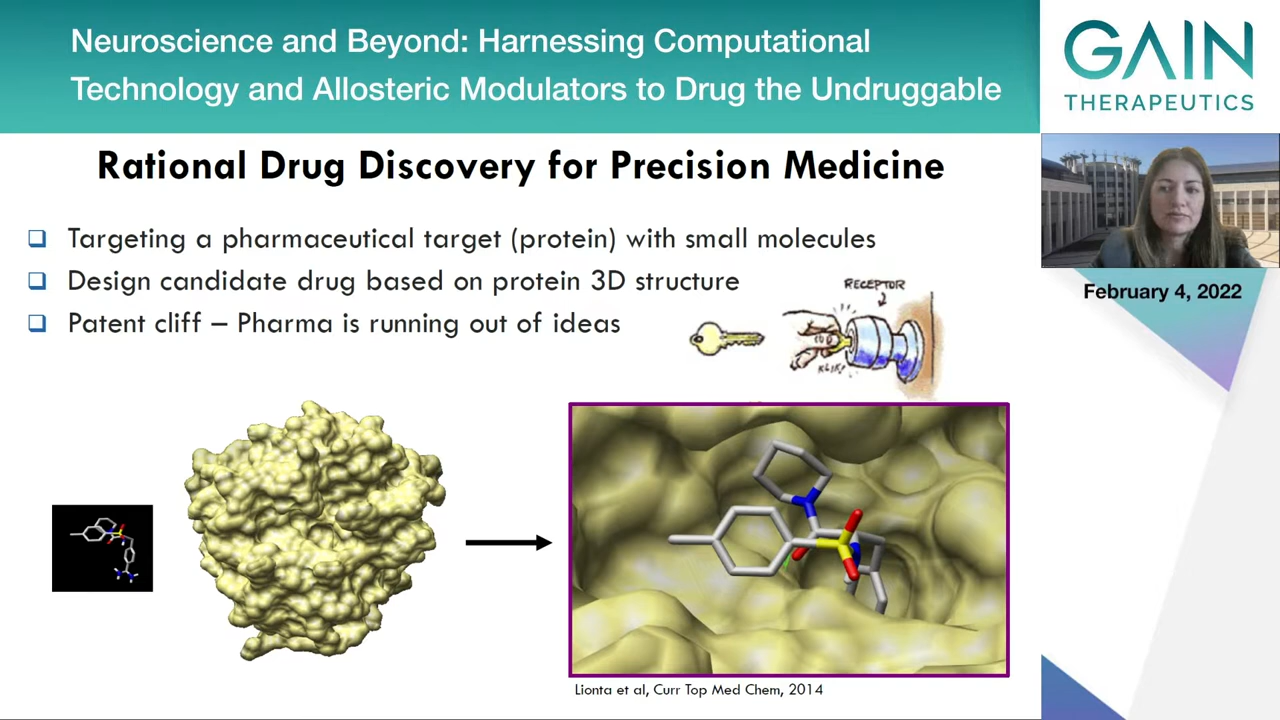 Neuroscience and Beyond: Harnessing Computational
Technology and Allosteric Modulators to Drug the Undruggable
GAIN
THERAPEUTICS
Rational Drug Discovery for Precision Medicine
Targeting a pharmaceutical target (protein) with small molecules
Design candidate drug based on protein 3D structure
Patent cliff – Pharma is running out of ideas
February 4, 2022
RECEPTOR
KLIK!
Lionta et al, Curr Top Med Chem, 2014